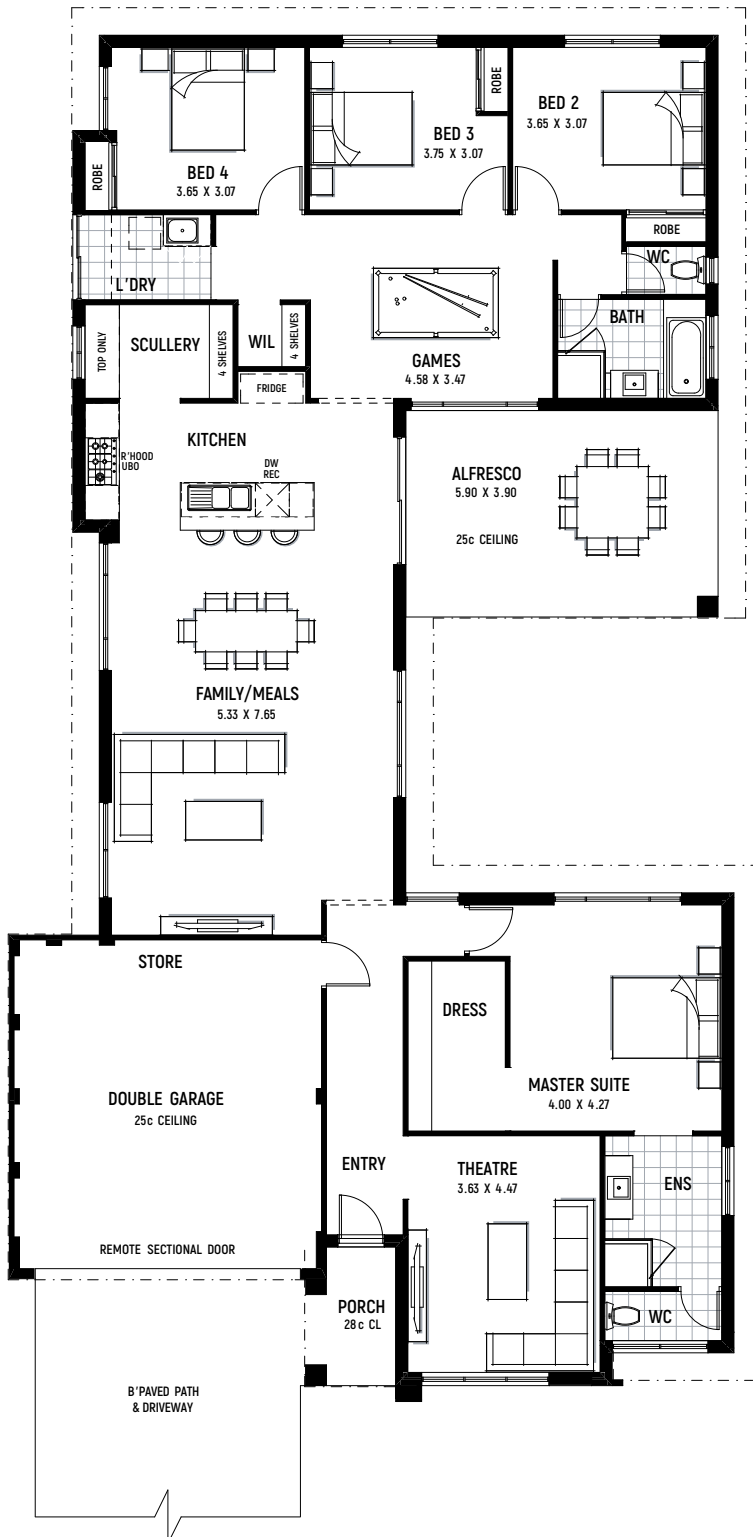 BED 4
3.65 X 3.07
ROBE
BED 3
3.75 X 3.07
ROBE
BED 2
3.65 X 3.07
ROBE
WC
L'DRY
BATH
TOP ONLY
SCULLERY
4 SHELVES
WIL
4 SHELVES
GAMES
4.58 X 3.47
FRIDGE
KITCHEN
R'HOOD
UBO
DW
REC
ALFRESCO
5.90 X 3.90
25c CEILING
FAMILY/MEALS
5.33 X 7.65
STORE
DRESS
DOUBLE GARAGE
25c CEILING
MASTER SUITE
4.00 X 4.27
ENTRY
THEATRE
3.63 X 4.47
ENS
REMOTE SECTIONAL DOOR
PORCH
28c CL
WC
B'PAVED PATH
& DRIVEWAY